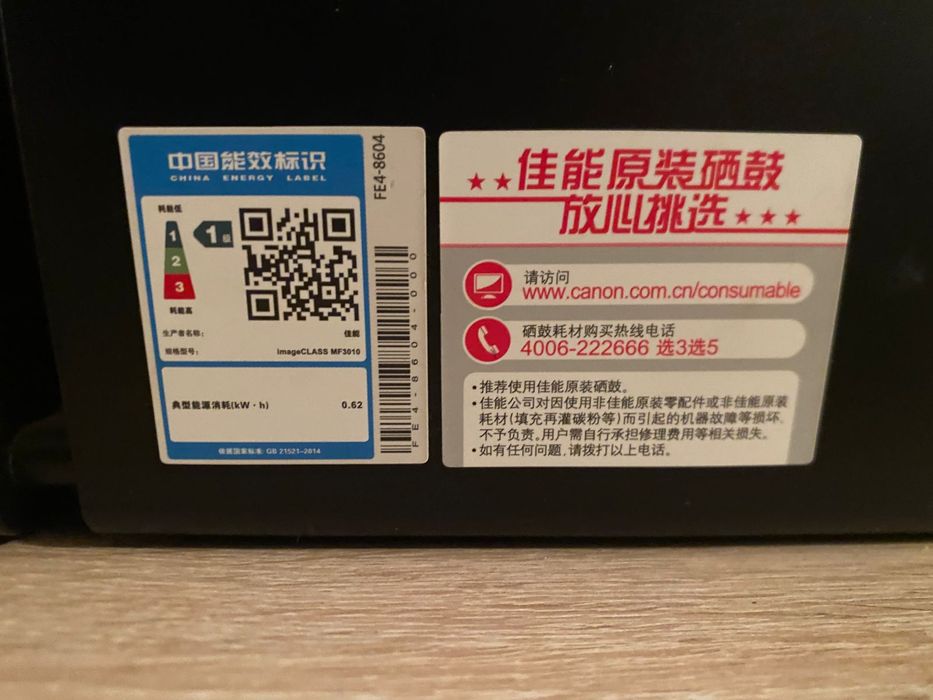 中国能效标识
CHINA ENERGY LABEL
耗能低
1
2
3
1级
耗能高
生产者名称：
佳能
规格型号：
imageCLASS MF3010
典型能源消耗(kW·h)
0.62
依据国家标准: GB 21521-2014
FE4-8604
FE4-8604-000
佳能原装硒鼓
放心挑选
请访问
www.canon.com.cn/consumable
硒鼓耗材购买热线电话
4006-222666 选3选5
•推荐使用佳能原装硒鼓。
•佳能公司对因使用非佳能原装零配件或非佳能原装
耗材(填充再灌碳粉等)而引起的机器故障等损坏、
不予负责。用户需自行承担修理费用等相关损失。
•如有任何问题，请拨打以上电话。